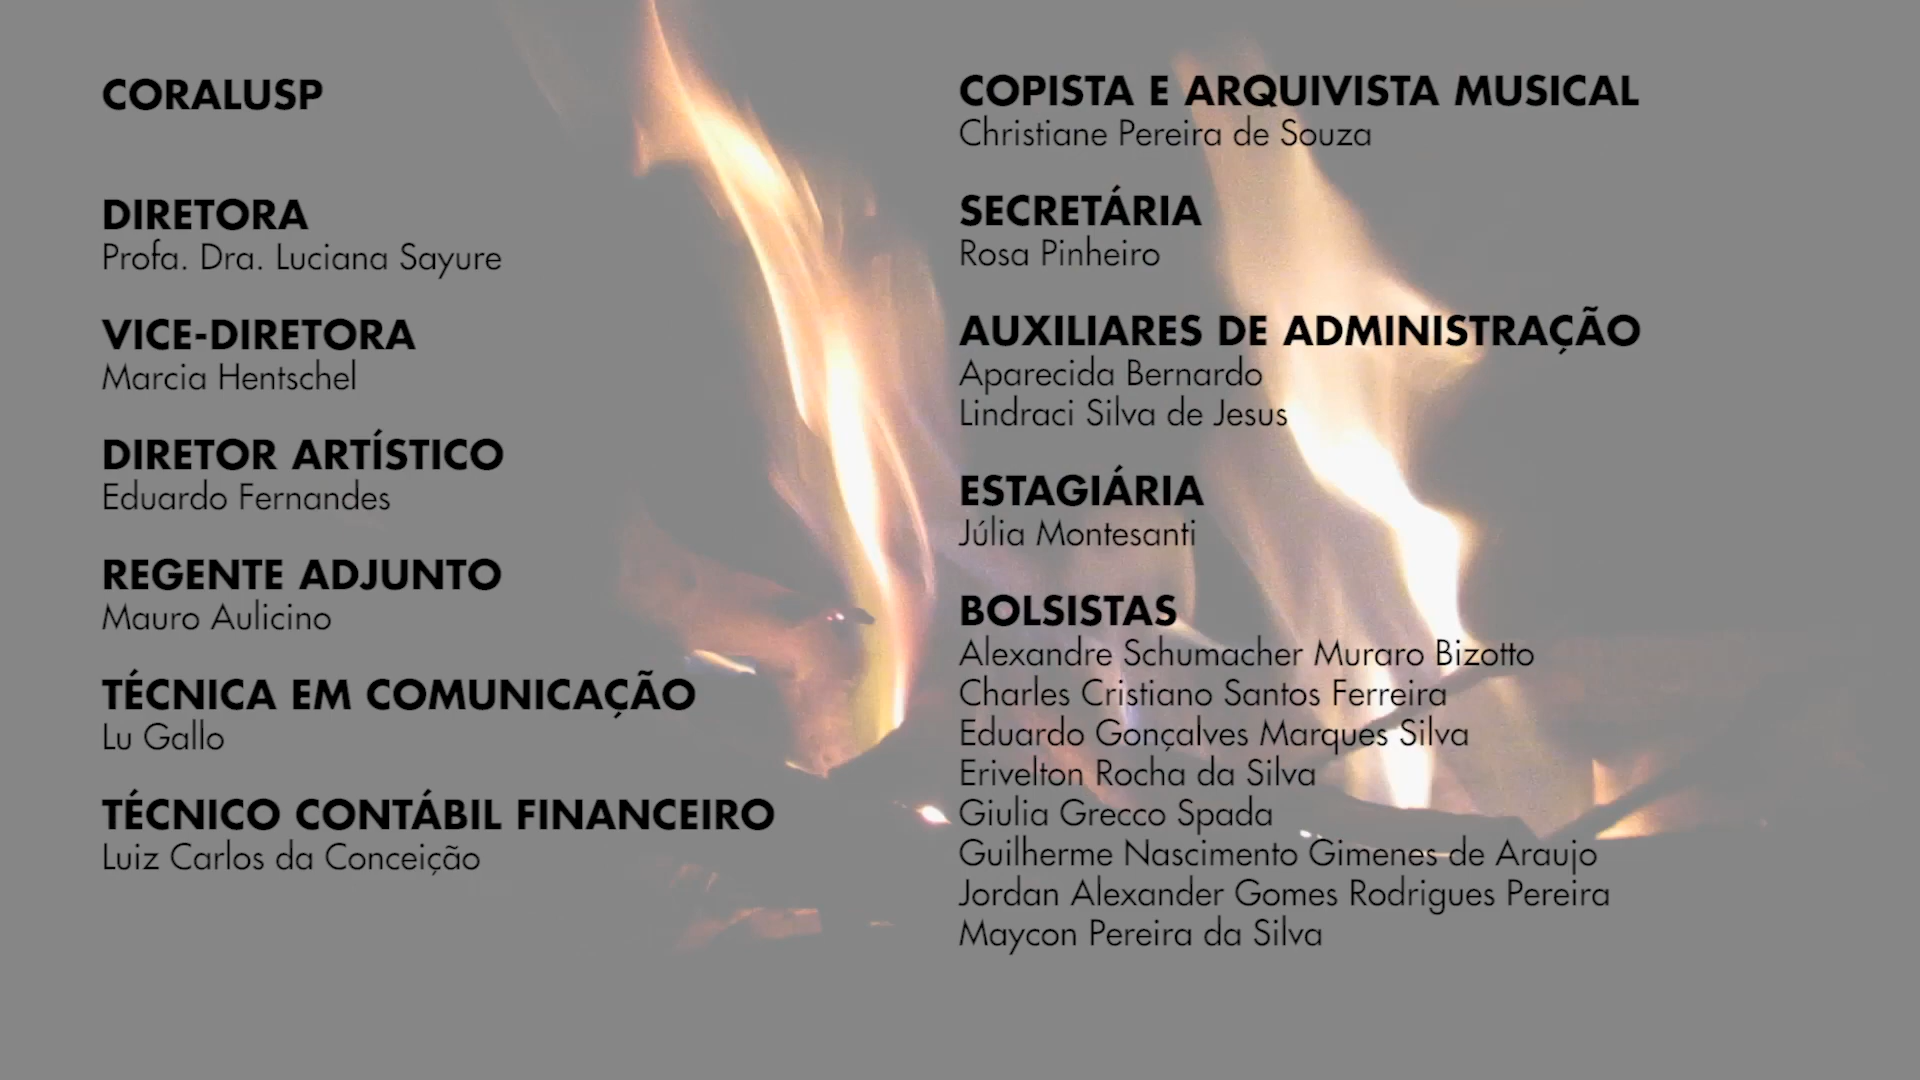 CORALUSP
DIRETORA
Profa. Dra. Luciana Sayure
VICE-DIRETORA
Marcia Hentschel
DIRETOR ARTÍSTICO
Eduardo Fernandes
REGENTE ADJUNTO
Mauro Aulicino
TÉCNICA EM COMUNICAÇÃO
Lu Gallo
TÉCNICO CONTÁBIL FINANCEIRO
Luiz Carlos da Conceição
COPISTA E ARQUIVISTA MUSICAL
Christiane Pereira de Souza
SECRETÁRIA
Rosa Pinheiro
AUXILIARES DE ADMINISTRAÇÃO
Aparecida Bernardo
Lindraci Silva de Jesus
ESTAGIÁRIA
Júlia Montesanti
BOLSISTAS
Alexandre Schumacher Muraro Bizotto
Charles Cristiano Santos Ferreira
Eduardo Gonçalves Marques Silva
Erivelton Rocha da Silva
Giulia Grecco Spada
Guilherme Nascimento Gimenes de Araujo
Jordan Alexander Gomes Rodrigues Pereira
Maycon Pereira da Silva